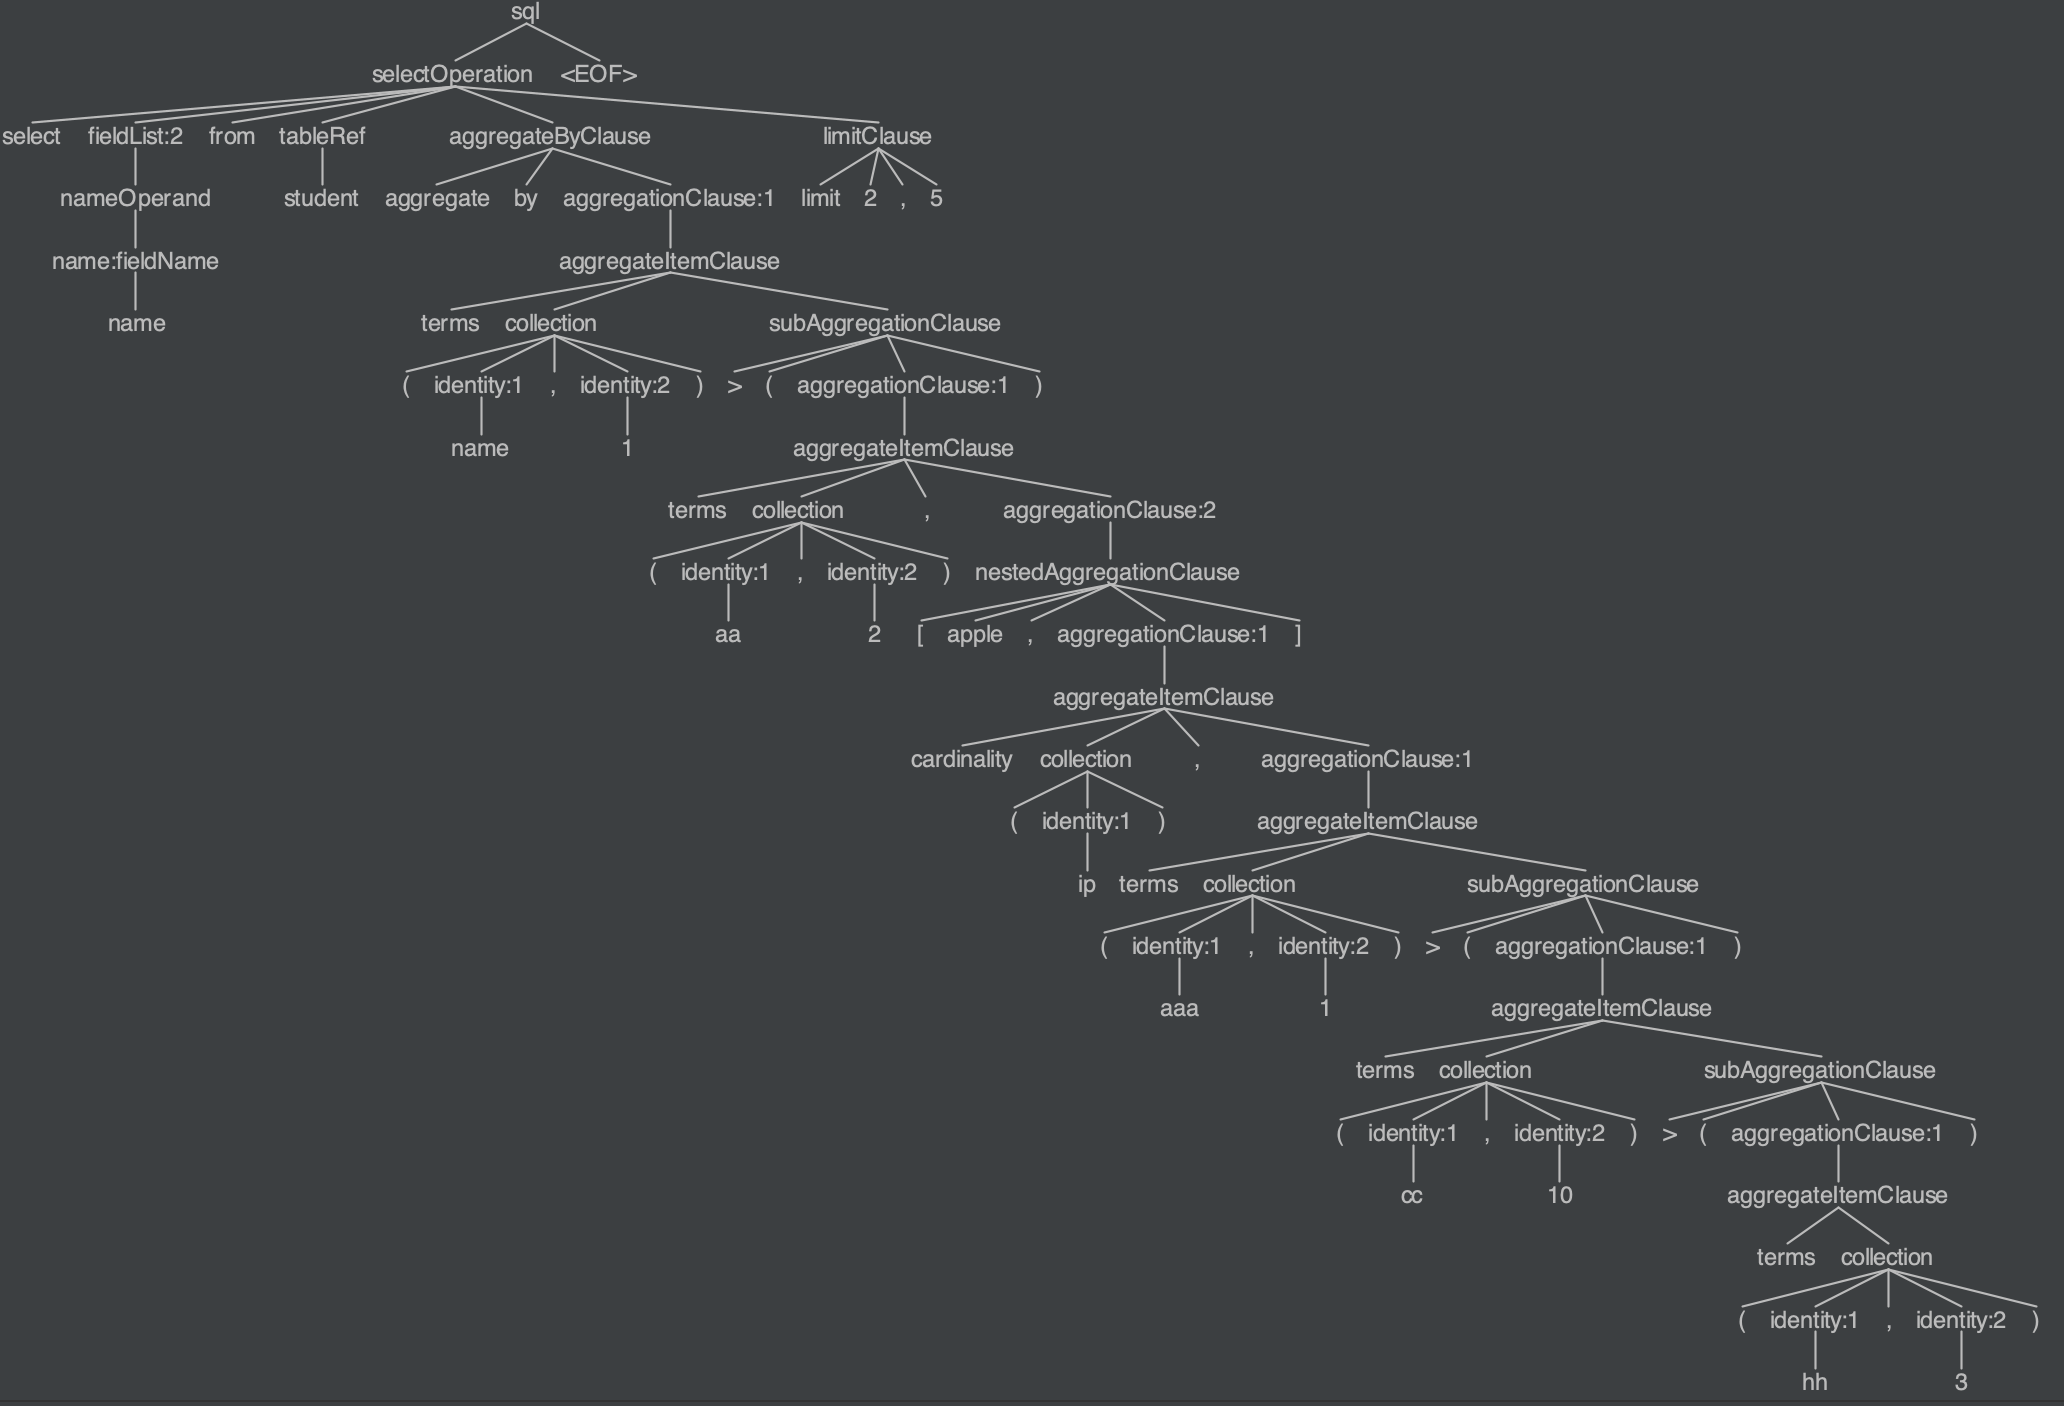 sql
selectOperation <EOF>
select fieldList:2 from tableRef aggregateByClause limitClause
nameOperand student aggregate by aggregationClause:1 limit 2 , 5
name:fieldName aggregateItemClause
name terms collection subAggregationClause
( identity:1 , identity:2 ) > ( aggregationClause:1 )
name 1 aggregateItemClause
terms collection , aggregationClause:2
( identity:1 , identity:2 ) nestedAggregationClause
aa 2 [ apple , aggregationClause:1 ]
aggregateItemClause
cardinality collection , aggregationClause:1
( identity:1 ) aggregateItemClause
ip terms collection subAggregationClause
( identity:1 , identity:2 ) > ( aggregationClause:1 )
aaa 1 aggregateItemClause
terms collection subAggregationClause
( identity:1 , identity:2 ) > ( aggregationClause:1 )
cc 10 aggregateItemClause
terms collection
( identity:1 , identity:2 )
hh 3